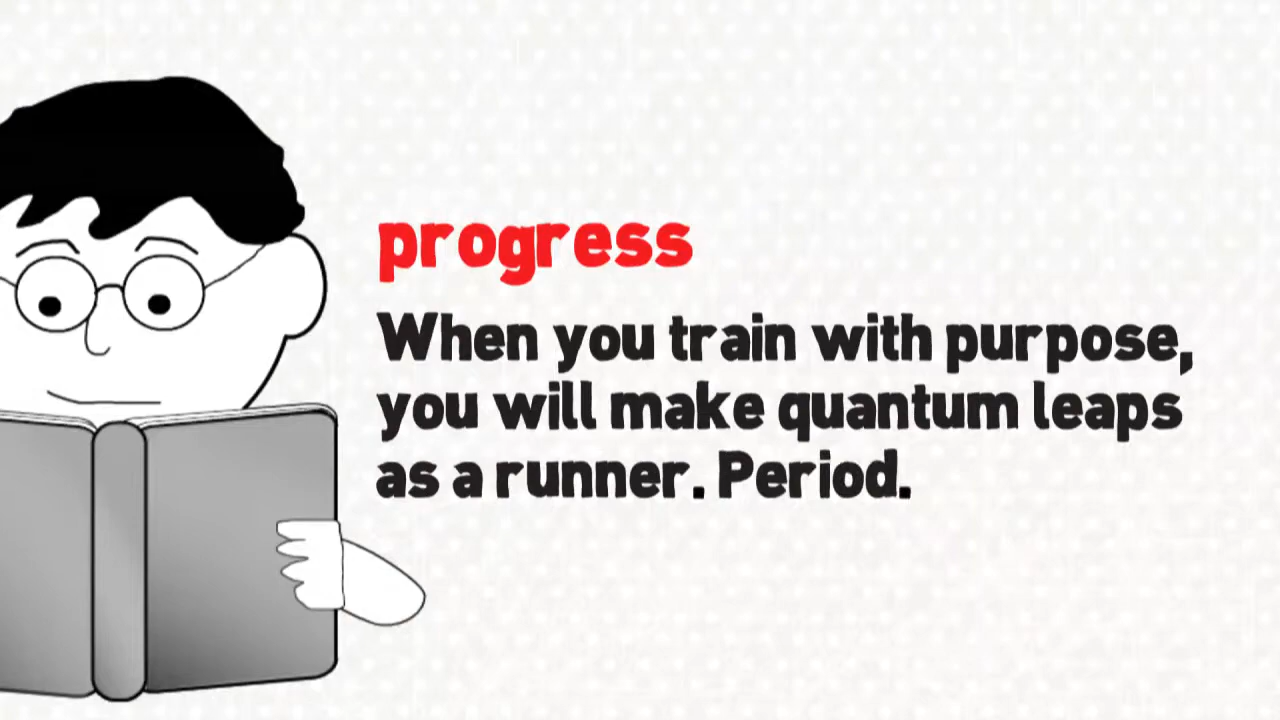 progress
When you train with purpose,
you will make quantum leaps
as a runner. Period.